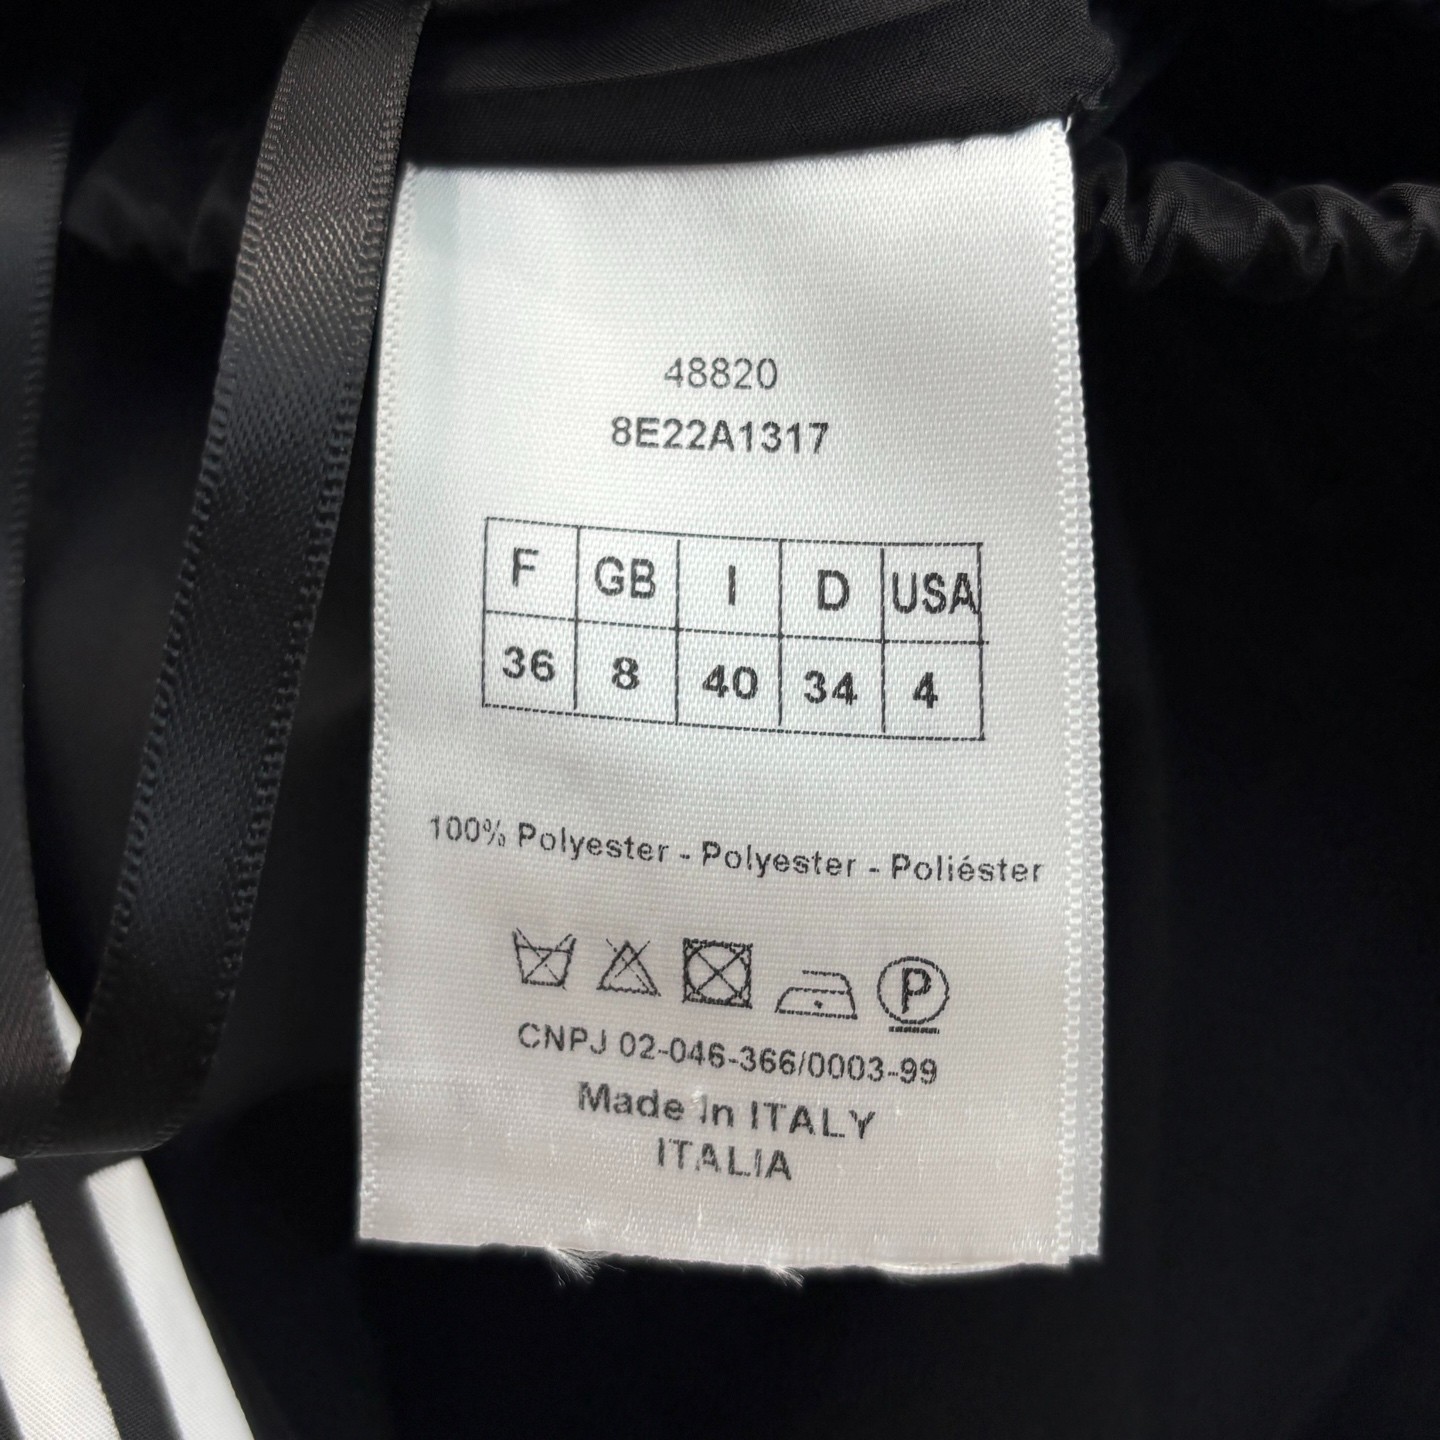 48820
8E22A1317
F GB I D USA
36 8 40 34 4
100% Polyester - Polyester - Poliéster
P
CNPJ 02-046-366/0003-99
Made In ITALY
ITALIA